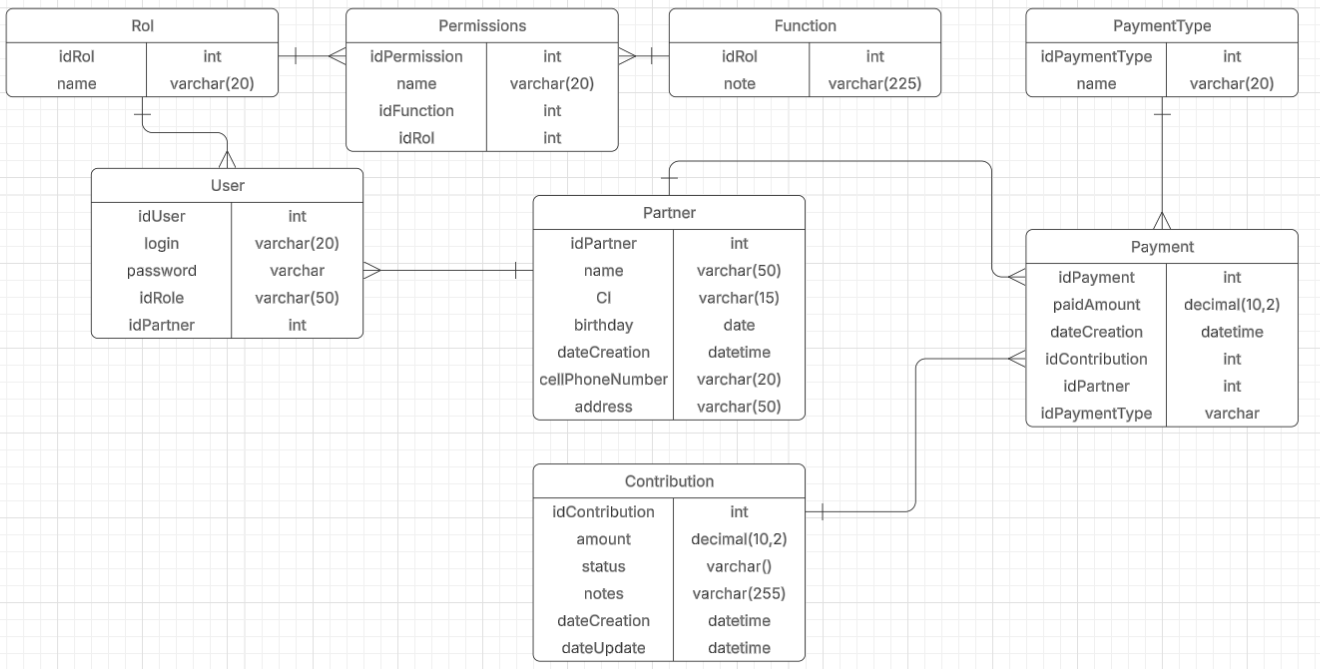 Rol
idRol int
name varchar(20)
Permissions
idPermission int
name varchar(20)
idFunction int
idRol int
Function
idRol int
note varchar(225)
PaymentType
idPaymentType int
name varchar(20)
User
idUser int
login varchar(20)
password varchar
idRole varchar(50)
idPartner int
Partner
idPartner int
name varchar(50)
CI varchar(15)
birthday date
dateCreation datetime
cellPhoneNumber varchar(20)
address varchar(50)
Payment
idPayment int
paidAmount decimal(10,2)
dateCreation datetime
idContribution int
idPartner int
idPaymentType varchar
Contribution
idContribution int
amount decimal(10,2)
status varchar()
notes varchar(255)
dateCreation datetime
dateUpdate datetime